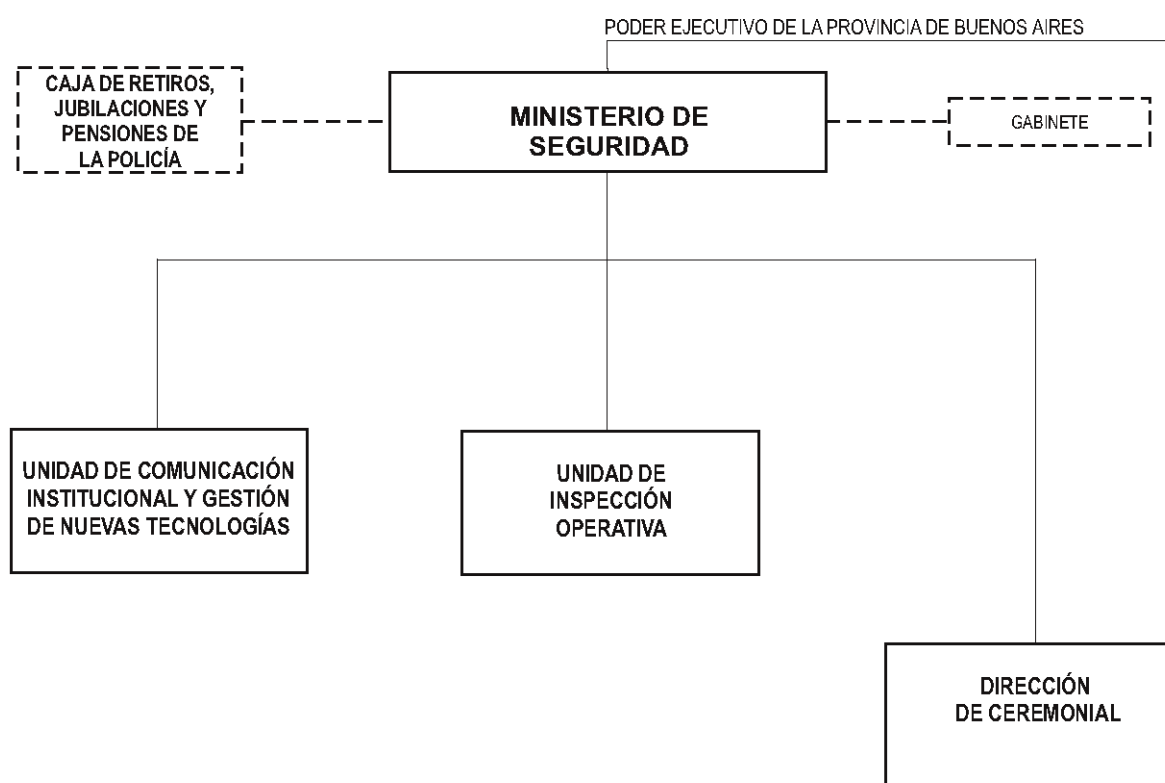 PODER EJECUTIVO DE LA PROVINCIA DE BUENOS AIRES
CAJA DE RETIROS,
JUBILACIONES Y
PENSIONES DE
LA POLICÍA
MINISTERIO DE
SEGURIDAD
GABINETE
UNIDAD DE COMUNICACIÓN
INSTITUCIONAL Y GESTIÓN
DE NUEVAS TECNOLOGÍAS
UNIDAD DE
INSPECCIÓN
OPERATIVA
DIRECCIÓN
DE CEREMONIAL